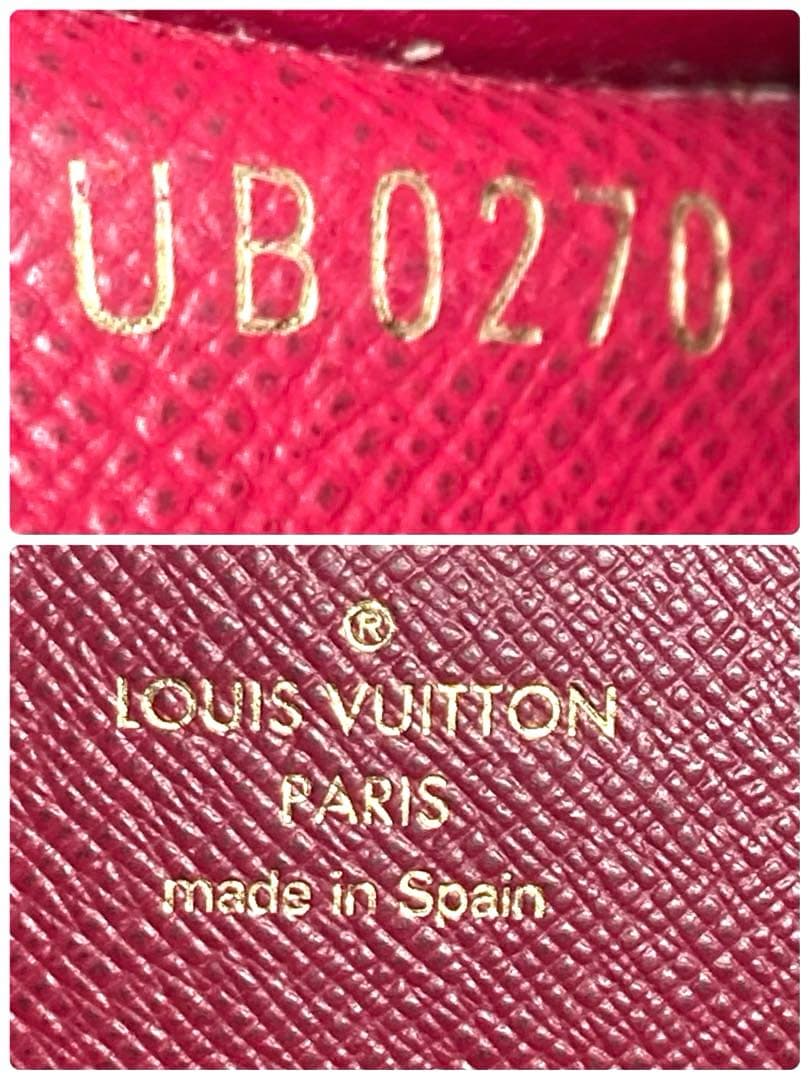 UB0270
®
LOUIS VUITTON
PARIS
made in Spain